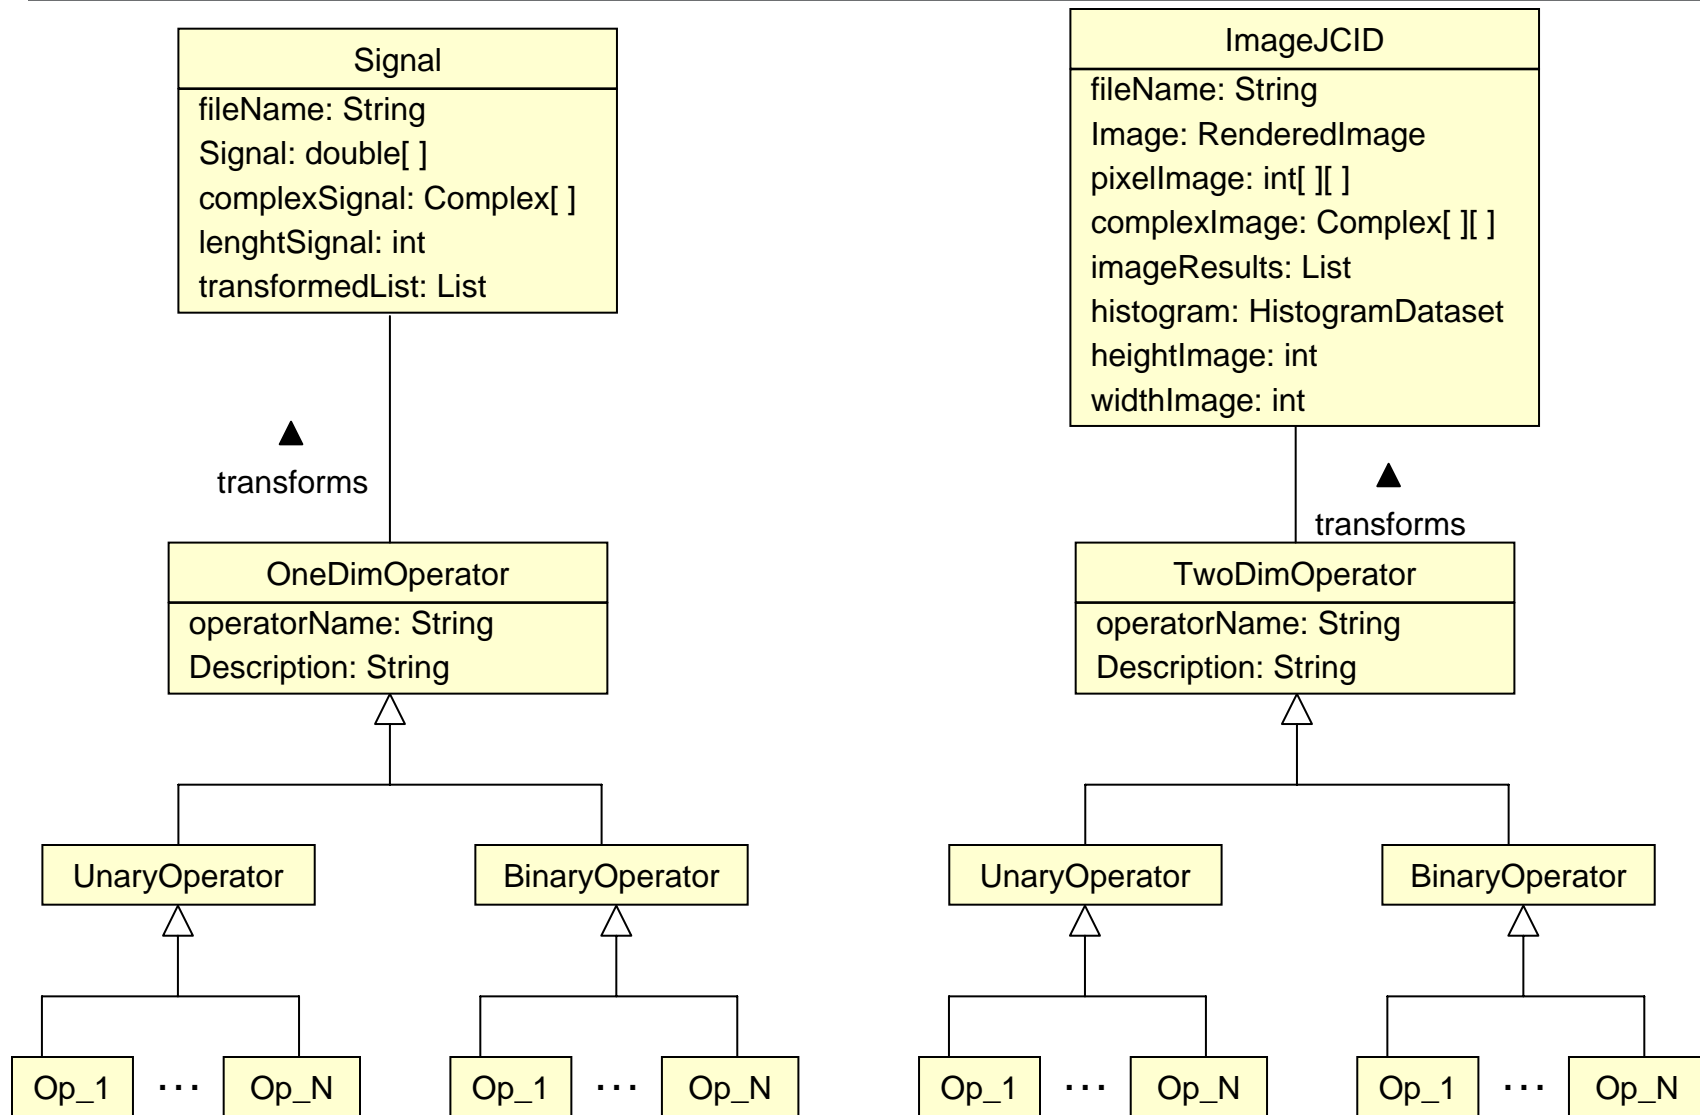 Signal
fileName: String
Signal: double[ ]
complexSignal: Complex[ ]
lenghtSignal: int
transformedList: List
transforms
OneDimOperator
operatorName: String
Description: String
UnaryOperator
BinaryOperator
Op_1
...
Op_N
Op_1
...
Op_N
ImageJCID
fileName: String
Image: RenderedImage
pixelImage: int[ ][ ]
complexImage: Complex[ ][ ]
imageResults: List
histogram: HistogramDataset
heightImage: int
widthImage: int
transforms
TwoDimOperator
operatorName: String
Description: String
UnaryOperator
BinaryOperator
Op_1
...
Op_N
Op_1
...
Op_N